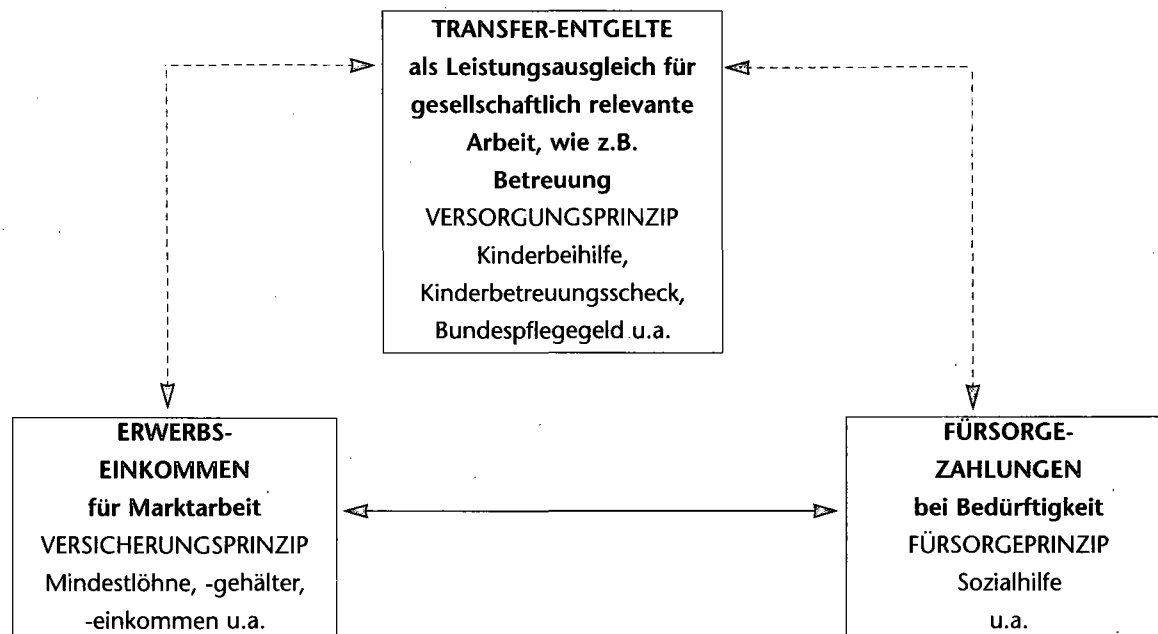 TRANSFER-ENTGELTE
als Leistungsausgleich für
gesellschaftlich relevante
Arbeit, wie z.B.
Betreuung
VERSORGUNGSPRINZIP
Kinderbeihilfe,
Kinderbetreuungsscheck,
Bundespflegegeld u.a.
ERWERBS-
EINKOMMEN
für Marktarbeit
VERSICHERUNGSPRINZIP
Mindestlöhne, -gehälter,
-einkommen u.a.
FÜRSORGE-
ZAHLUNGEN
bei Bedürftigkeit
FÜRSORGEPRINZIP
Sozialhilfe
u.a.